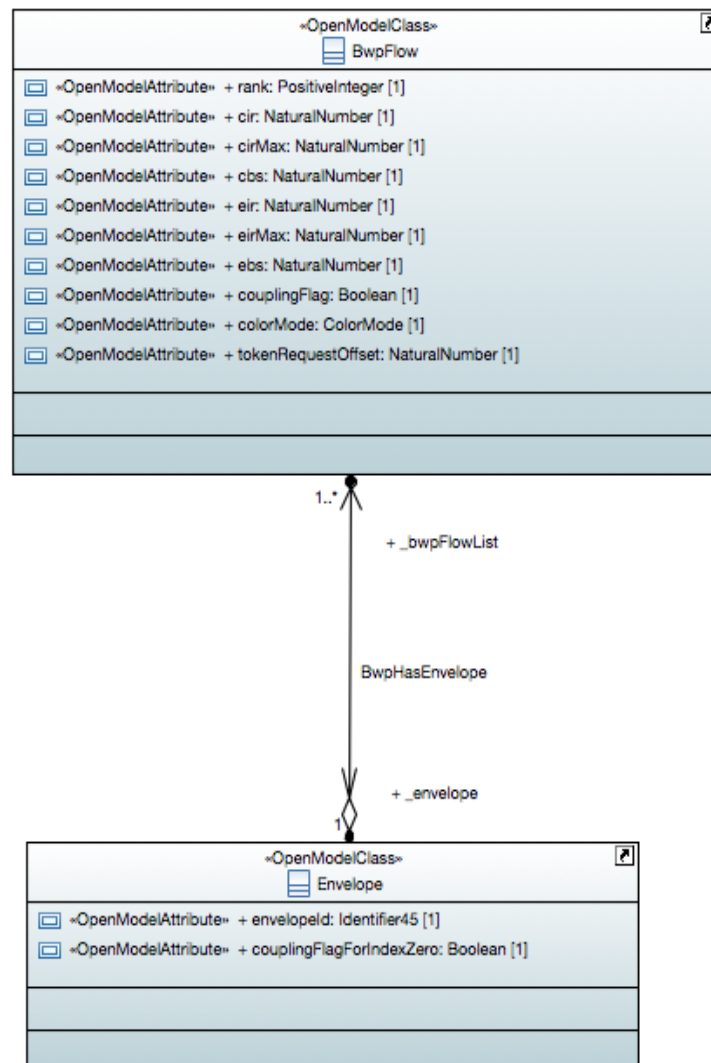 «OpenModelClass»
BwpFlow
«OpenModelAttribute» + rank: PositiveInteger [1]
«OpenModelAttribute» + cir: NaturalNumber [1]
«OpenModelAttribute» + cirMax: NaturalNumber [1]
«OpenModelAttribute» + cbs: NaturalNumber [1]
«OpenModelAttribute» + eir: NaturalNumber [1]
«OpenModelAttribute» + eirMax: NaturalNumber [1]
«OpenModelAttribute» + ebs: NaturalNumber [1]
«OpenModelAttribute» + couplingFlag: Boolean [1]
«OpenModelAttribute» + colorMode: ColorMode [1]
«OpenModelAttribute» + tokenRequestOffset: NaturalNumber [1]
1..*
+ _bwpFlowList
BwpHasEnvelope
+ _envelope
1
«OpenModelClass»
Envelope
«OpenModelAttribute» + envelopeId: Identifier45 [1]
«OpenModelAttribute» + couplingFlagForIndexZero: Boolean [1]